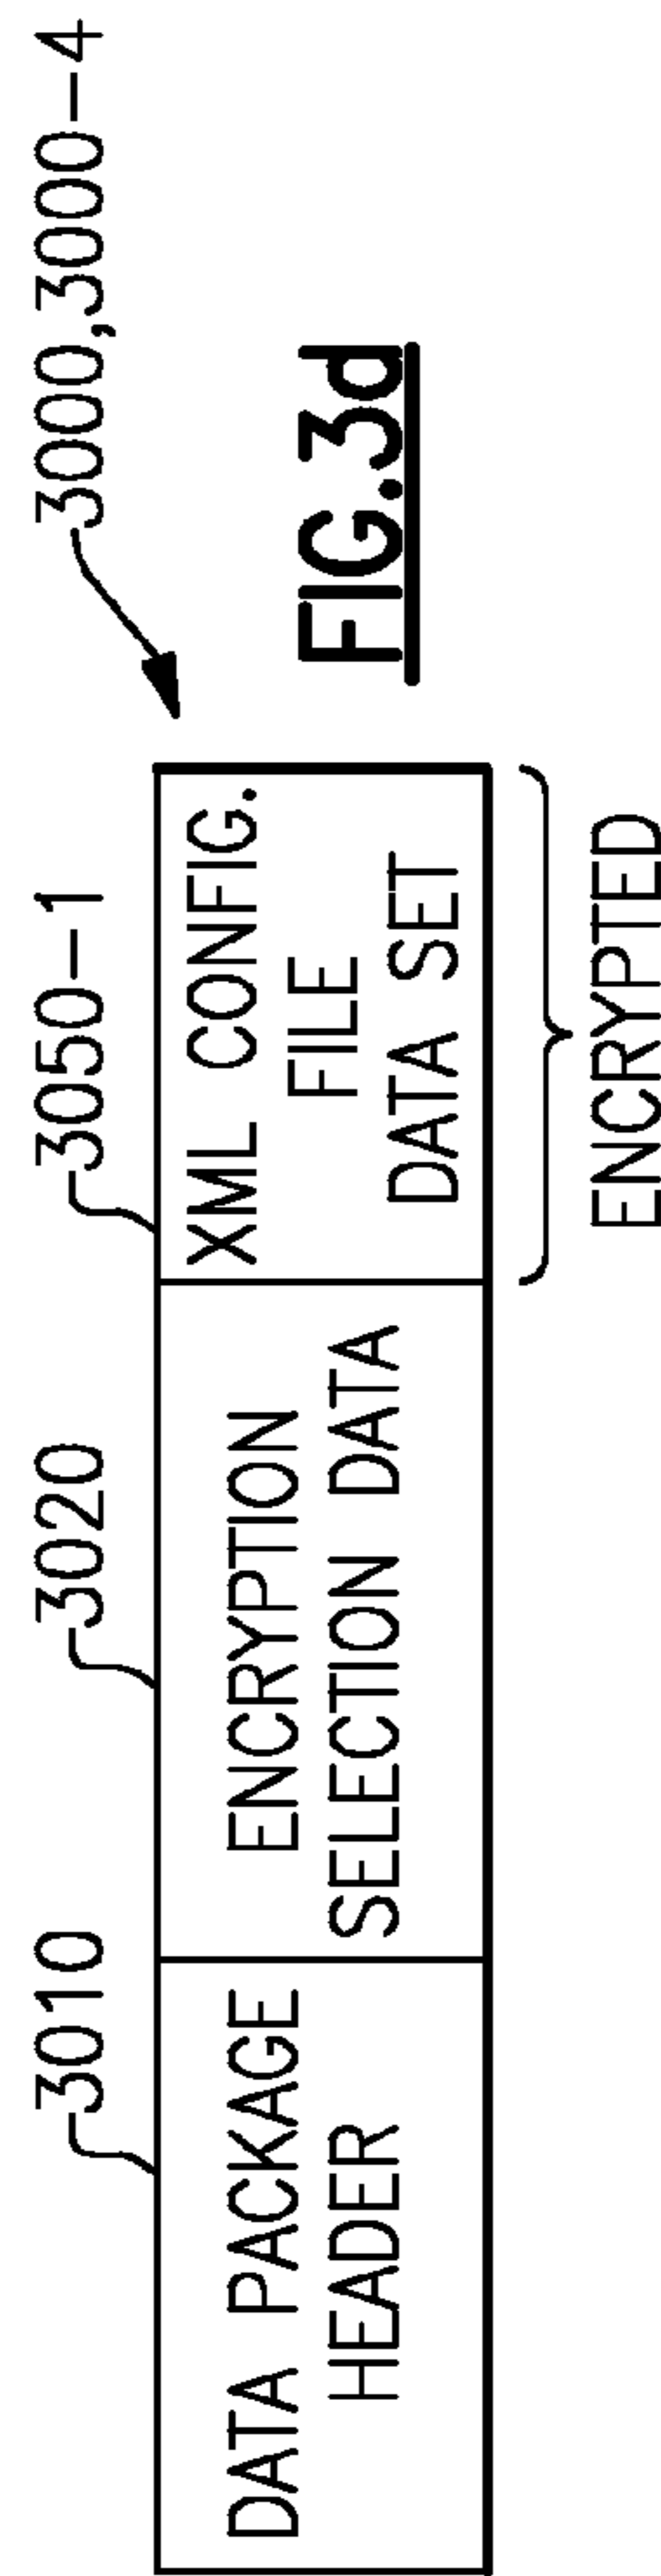 3010
3020
3050-1
3000,3000-4
DATA PACKAGE
HEADER
ENCRYPTION
SELECTION DATA
XML CONFIG.
FILE
DATA SET
ENCRYPTED
FIG.3d